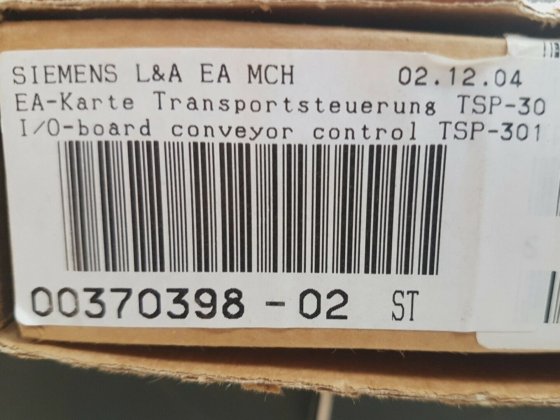 SIEMENS L&A EA MCH 02.12.04
EA-Karte Transportsteuerung TSP-30
I/O-board conveyor control TSP-301
00370398-02 ST